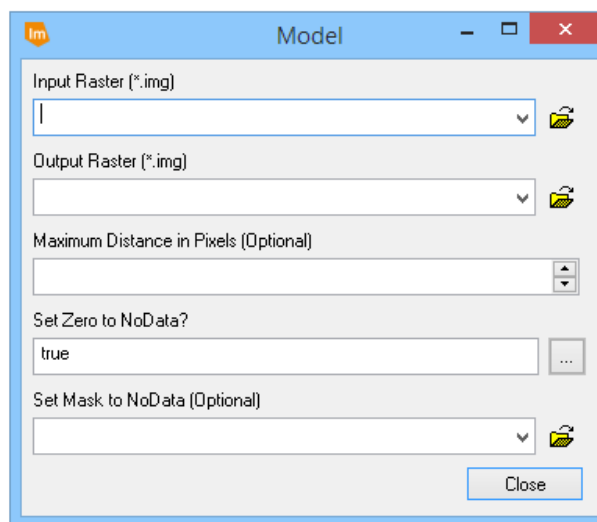 Im
Model
Input Raster (*.img)
Output Raster (*.img)
Maximum Distance in Pixels (Optional)
Set Zero to NoData?
true
...
Set Mask to NoData (Optional)
Close